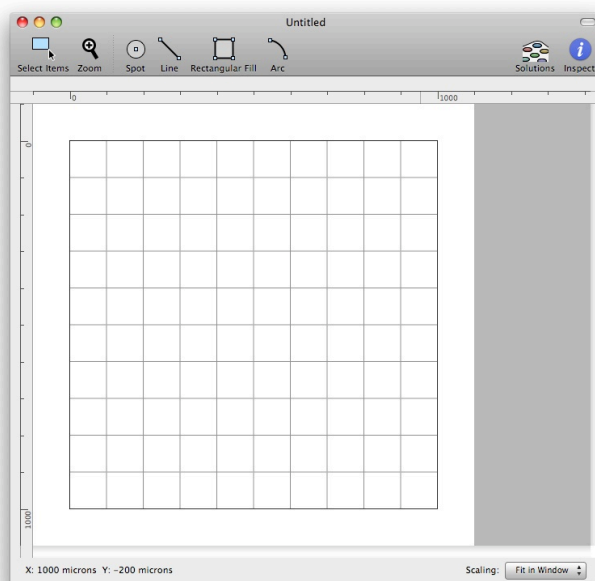 Untitled
Select Items Zoom Spot Line Rectangular Fill Arc Solutions Inspect
0 1000
0
1000
X: 1000 microns Y: -200 microns Scaling: Fit in Window